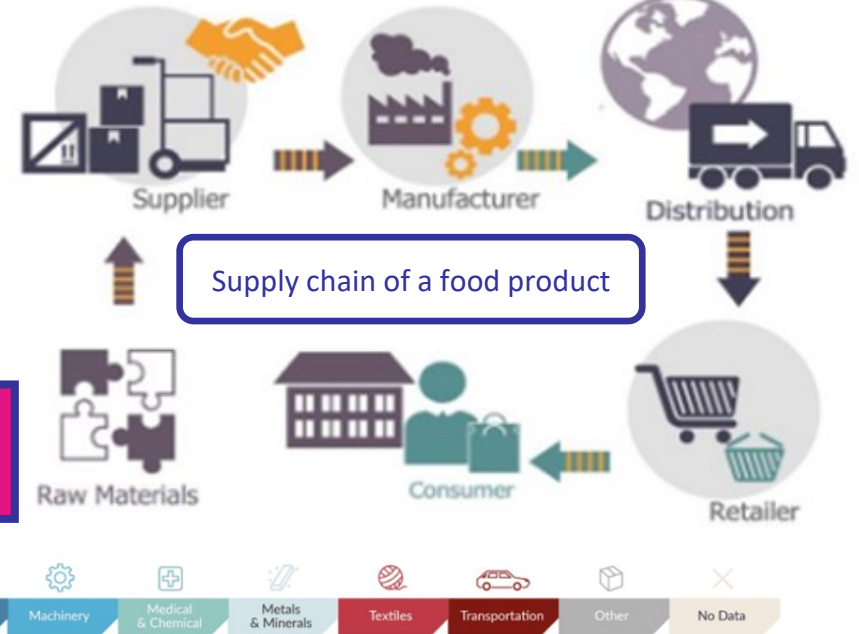 Supplier
Manufacturer
Distribution
Supply chain of a food product
Raw Materials
Consumer
Retailer
Machinery
Medical
& Chemical
Metals
& Minerals
Textiles
Transportation
Other
No Data